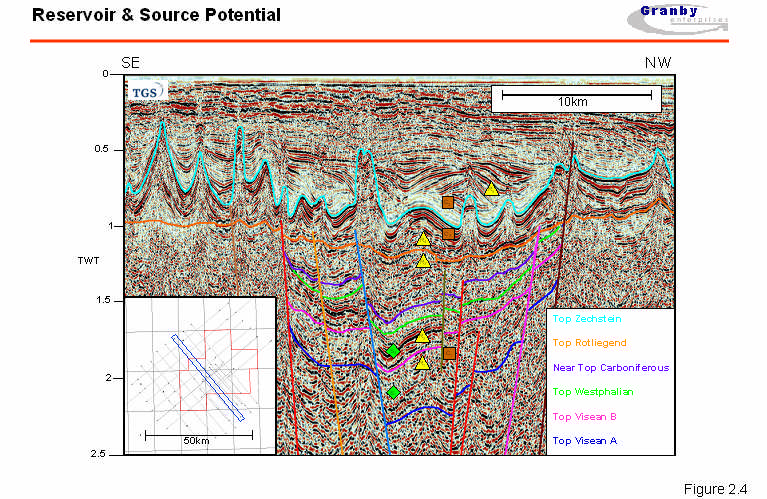 Reservoir & Source Potential
Granby
enterprises
SE
NW
TGS
10km
0
0.5
1
TWT
1.5
2
2.5
50km
Top Zechstein
Top Rotliegend
Near Top Carboniferous
Top Westphalian
Top Visean B
Top Visean A
Figure 2.4